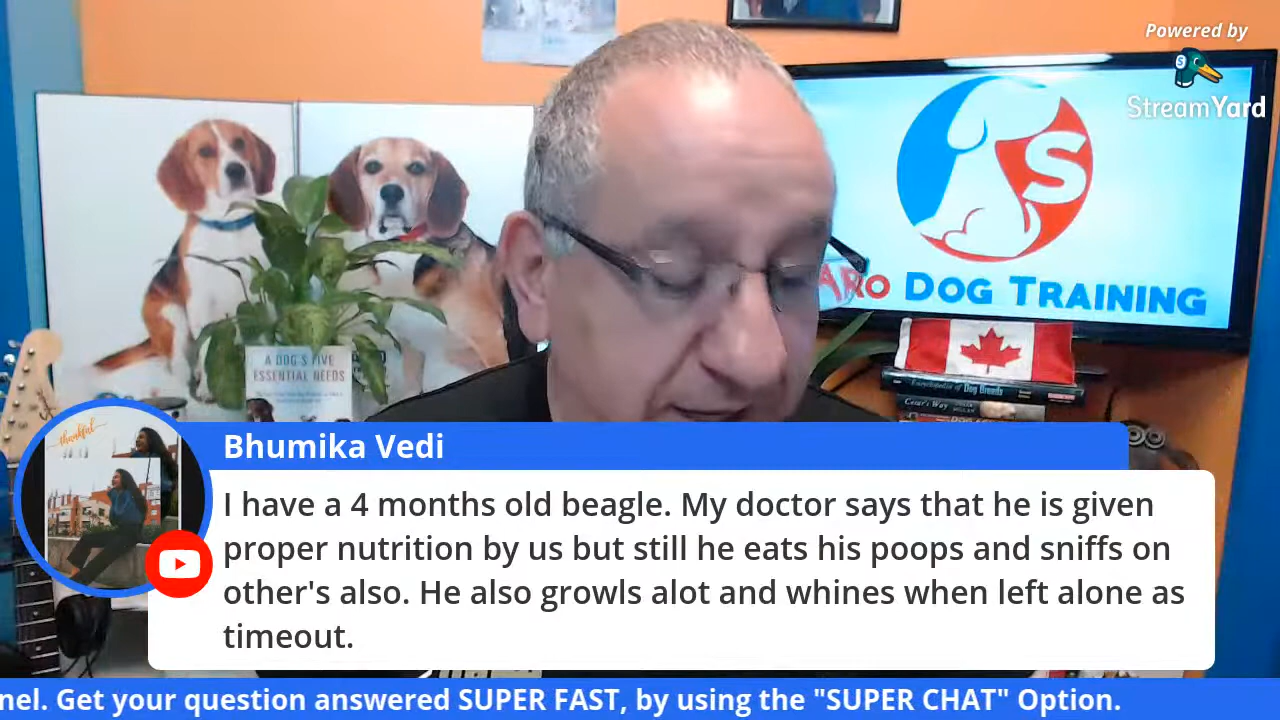 Powered by
StreamYard
S
S
ARO DOG TRAINING
A DOG'S FIVE
ESSENTIAL NEEDS
Encyclopedia of Dog Breeds
Cesar's Way
thankful
Bhumika Vedi
I have a 4 months old beagle. My doctor says that he is given
proper nutrition by us but still he eats his poops and sniffs on
other's also. He also growls alot and whines when left alone as
timeout.
nel. Get your question answered SUPER FAST, by using the "SUPER CHAT" Option.